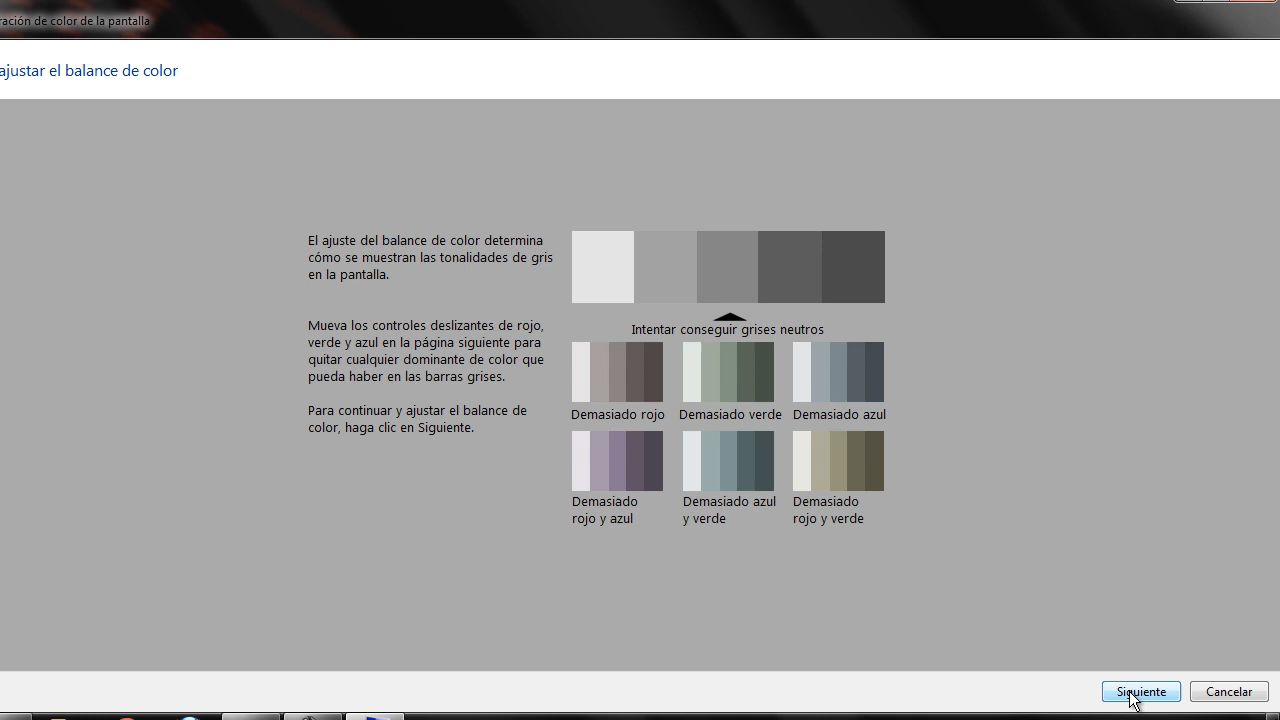 ración de color de la pantalla
ajustar el balance de color
El ajuste del balance de color determina
cómo se muestran las tonalidades de gris
en la pantalla.
Mueva los controles deslizantes de rojo,
verde y azul en la página siguiente para
quitar cualquier dominante de color que
pueda haber en las barras grises.
Para continuar y ajustar el balance de
color, haga clic en Siguiente.
Intentar conseguir grises neutros
Demasiado rojo
Demasiado verde
Demasiado azul
Demasiado
rojo y azul
Demasiado azul
y verde
Demasiado
rojo y verde
Siguiente
Cancelar